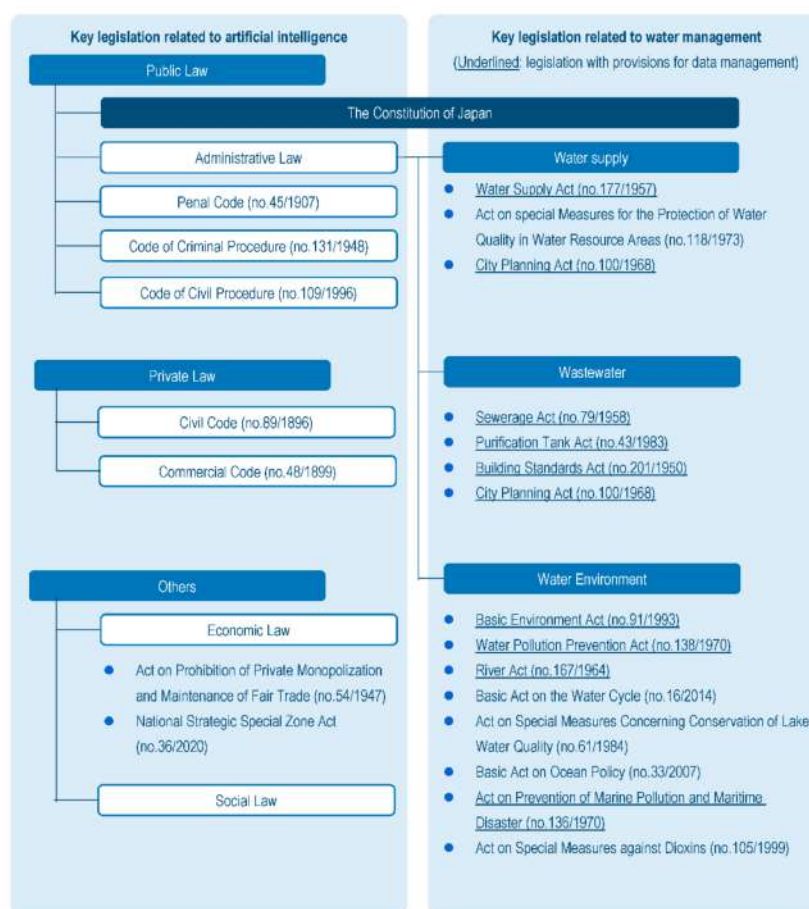 Key legislation related to artificial intelligence
Public Law
The Constitution of Japan
Administrative Law
Penal Code (no.45/1907)
Code of Criminal Procedure (no.131/1948)
Code of Civil Procedure (no.109/1996)
Private Law
Civil Code (no.89/1896)
Commercial Code (no.48/1899)
Others
Economic Law
Act on Prohibition of Private Monopolization
and Maintenance of Fair Trade (no.54/1947)
National Strategic Special Zone Act
(no.36/2020)
Social Law
Key legislation related to water management
(Underlined: legislation with provisions for data management)
Water supply
Water Supply Act (no.177/1957)
Act on special Measures for the Protection of Water
Quality in Water Resource Areas (no.118/1973)
City Planning Act (no.100/1968)
Wastewater
Sewerage Act (no.79/1958)
Purification Tank Act (no.43/1983)
Building Standards Act (no.201/1950)
City Planning Act (no.100/1968)
Water Environment
Basic Environment Act (no.91/1993)
Water Pollution Prevention Act (no.138/1970)
River Act (no.167/1964)
Basic Act on the Water Cycle (no.16/2014)
Act on Special Measures Concerning Conservation of Lake
Water Quality (no.61/1984)
Basic Act on Ocean Policy (no.33/2007)
Act on Prevention of Marine Pollution and Maritime
Disaster (no.136/1970)
Act on Special Measures against Dioxins (no.105/1999)